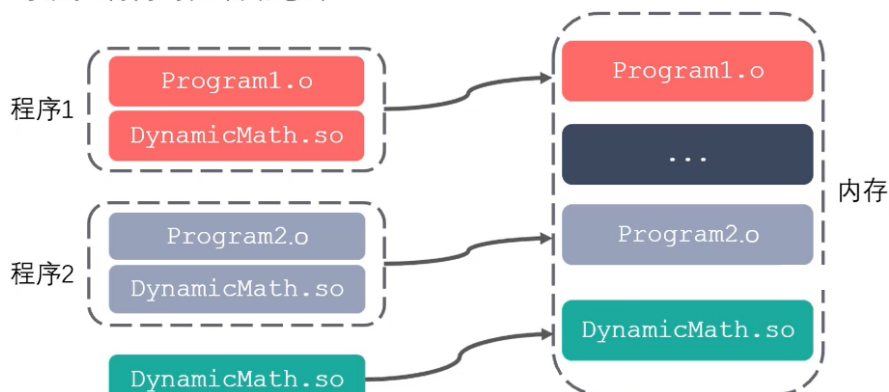 程序1
Program1.o
DynamicMath.so
程序2
Program2.o
DynamicMath.so
DynamicMath.so
Program1.o
...
Program2.o
DynamicMath.so
内存